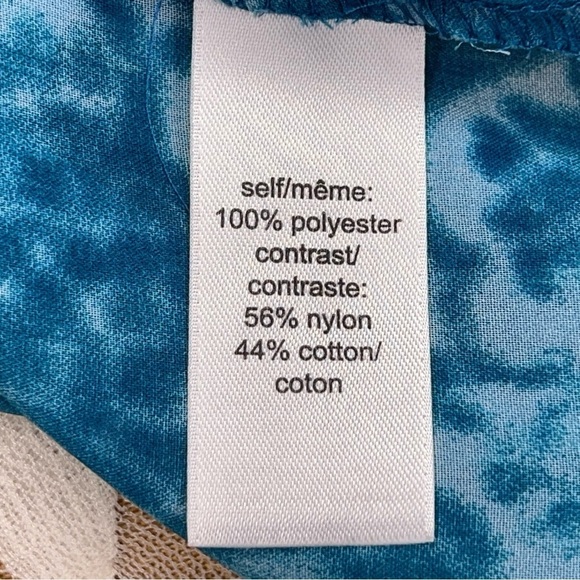 self/même:
100% polyester
contrast/
contraste:
56% nylon
44% cotton/
coton